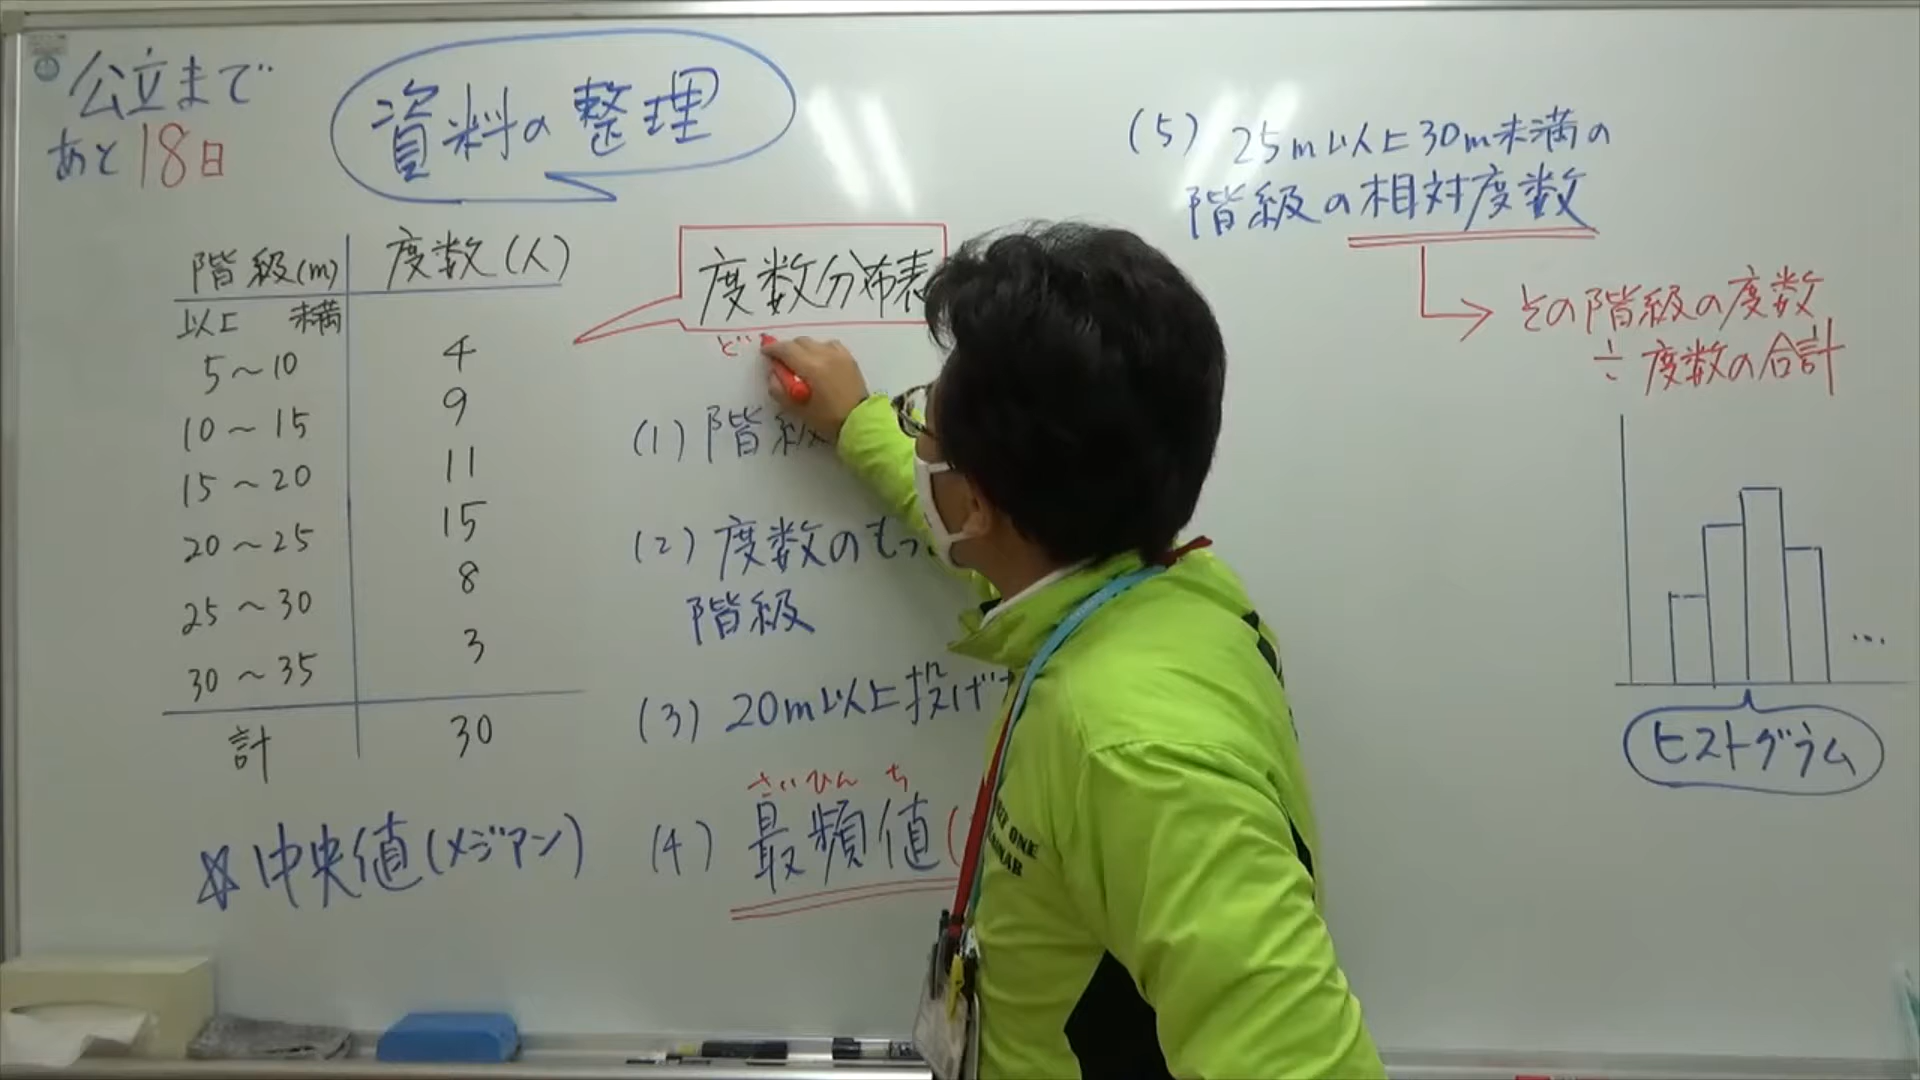 公立まで
あと18日
資料の整理
階級(m) 度数(人)
以上 未満
5～10 4
10～15 9
15～20 11
20～25 15
25～30 8
30～35 3
計 30
☆中央値(メジアン)
度数分布表
ど
(1) 階級
(2) 度数のもっ
階級
(3) 20m以上投げ
さいひんち
(4) 最頻値(
(5) 25m以上30m未満の
階級の相対度数
その階級の度数
÷度数の合計
...
ヒストグラム